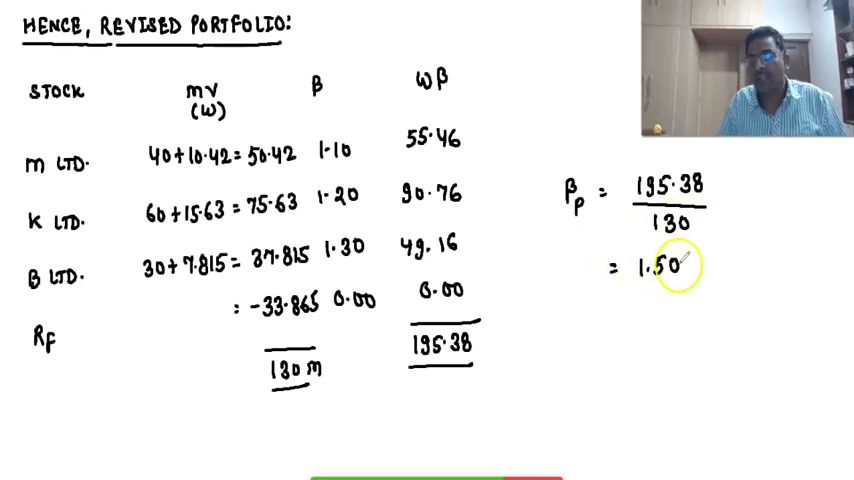 HENCE, REVISED PORTFOLIO:
STOCK MV (W) β Wβ
M LTD. 40+10.42 = 50.42 1.10 55.46
K LTD. 60+15.63 = 75.63 1.20 90.76
B LTD. 30+7.815 = 37.815 1.30 49.16
RF = -33.865 0.00 0.00
130 M 195.38
βp = 195.38 / 130
= 1.50